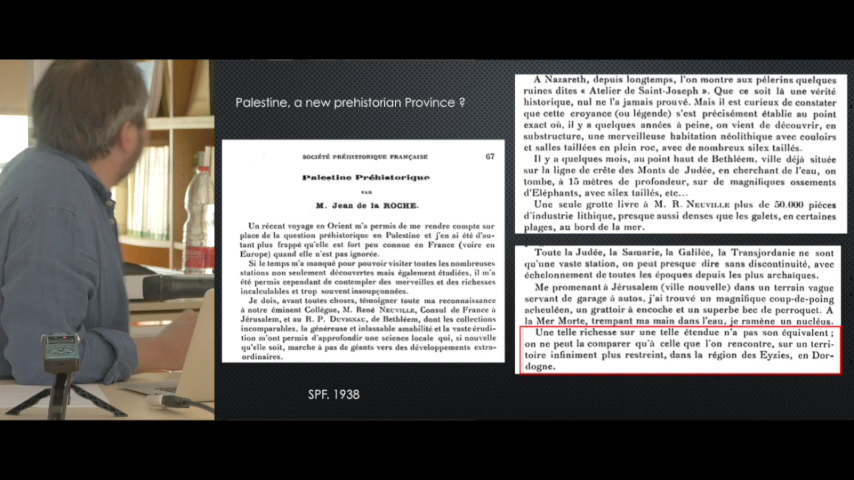 Palestine, a new prehistorian Province ?
SOCIÉTÉ PRÉHISTORIQUE FRANÇAISE 67
Palestine Préhistorique
PAR
M. Jean de la ROCHE.
Un récent voyage en Orient m'a permis de me rendre compte sur
place de la question préhistorique en Palestine et j'en ai été d'au-
tant plus frappé qu'elle est fort peu connue en France (voire en
Europe) quand elle n'est pas ignorée.
Si le temps m'a manqué pour pouvoir visiter toutes les nombreuses
stations non seulement découvertes mais également étudiées, il m'a
été permis cependant de contempler des merveilles et des richesses
incalculables et trop souvent insoupçonnées.
Je dois, avant toutes choses, témoigner toute ma reconnaissance
à notre éminent Collègue, M. René NEUVILLE, Consul de France à
Jérusalem, et au R. P. DUVIGNAU, de Bethléem, dont les collections
incomparables, la généreuse et inlassable amabilité et la vaste érudi-
tion m'ont permis d'approfondir une science locale qui, si nouvelle
qu'elle soit, marche à pas de géants vers des développements extra-
ordinaires.
SPF. 1938
A Nazareth, depuis longtemps, l'on montre aux pélerins quelques
ruines dites « Atelier de Saint-Joseph ». Que ce soit là une vérité
historique, nul ne l'a jamais prouvé. Mais il est curieux de constater
que cette croyance (ou légende) s'est précisément établie au point
exact où, il y a quelques années à peine, on vient de découvrir, en
substructure, une merveilleuse habitation néolithique avec couloirs
et salles taillées en plein roc, avec de nombreux silex taillés.
Il y a quelques mois, au point haut de Bethléem, ville déjà située
sur la ligne de crête des Monts de Judée, en cherchant de l'eau, on
tombe, à 15 mètres de profondeur, sur de magnifiques ossements
d'Eléphants, avec silex taillés, etc...
Une seule grotte livre à M. R. NEUVILLE plus de 50.000 pièces
d'industrie lithique, presque aussi denses que les galets, en certaines
plages, au bord de la mer.
Toute la Judée, la Samarie, la Galilée, la Transjordanie ne sont
qu'une vaste station, on peut presque dire sans discontinuité, avec
échelonnement de toutes les époques depuis les plus archaïques.
Me promenant à Jérusalem (ville nouvelle) dans un terrain vague
servant de garage à autos. j'ai trouvé un magnifique coup-de-poing
acheuléen, un grattoir à encoche et un superbe bec de perroquet. A
la Mer Morte, trempant ma main dans l'eau, je ramène un nucléus.
Une telle richesse sur une telle étendue n'a pas son équivalent ;
on ne peut la comparer qu'à celle que l'on rencontre, sur un terri-
toire infiniment plus restreint, dans la région des Eyzies, en Dor-
dogne.